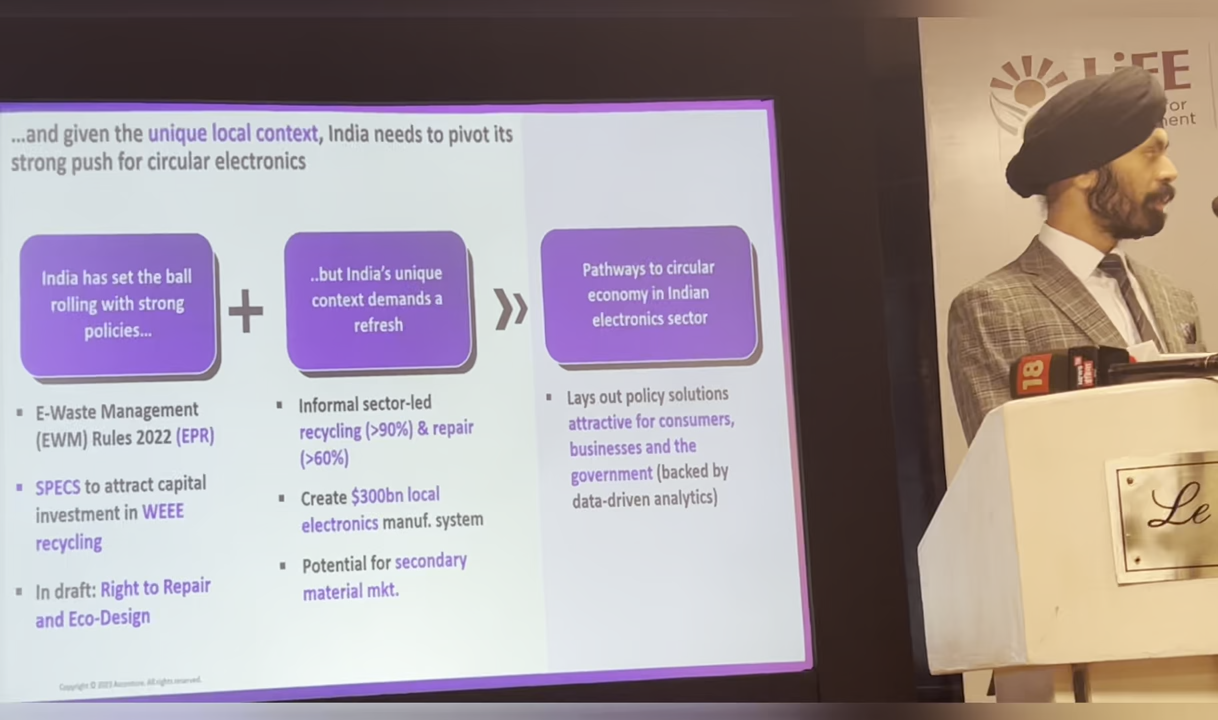 ...and given the unique local context, India needs to pivot its
strong push for circular electronics
India has set the ball
rolling with strong
policies...
+
..but India's unique
context demands a
refresh
Pathways to circular
economy in Indian
electronics sector
▪ E-Waste Management
(EWM) Rules 2022 (EPR)
▪ SPECS to attract capital
investment in WEEE
recycling
▪ In draft: Right to Repair
and Eco-Design
▪ Informal sector-led
recycling (>90%) & repair
(>60%)
▪ Create $300bn local
electronics manuf. system
▪ Potential for secondary
material mkt.
▪ Lays out policy solutions
attractive for consumers,
businesses and the
government (backed by
data-driven analytics)
Copyright © 2023 Accenture. All rights reserved.
LiFE
or
ment
18
Le